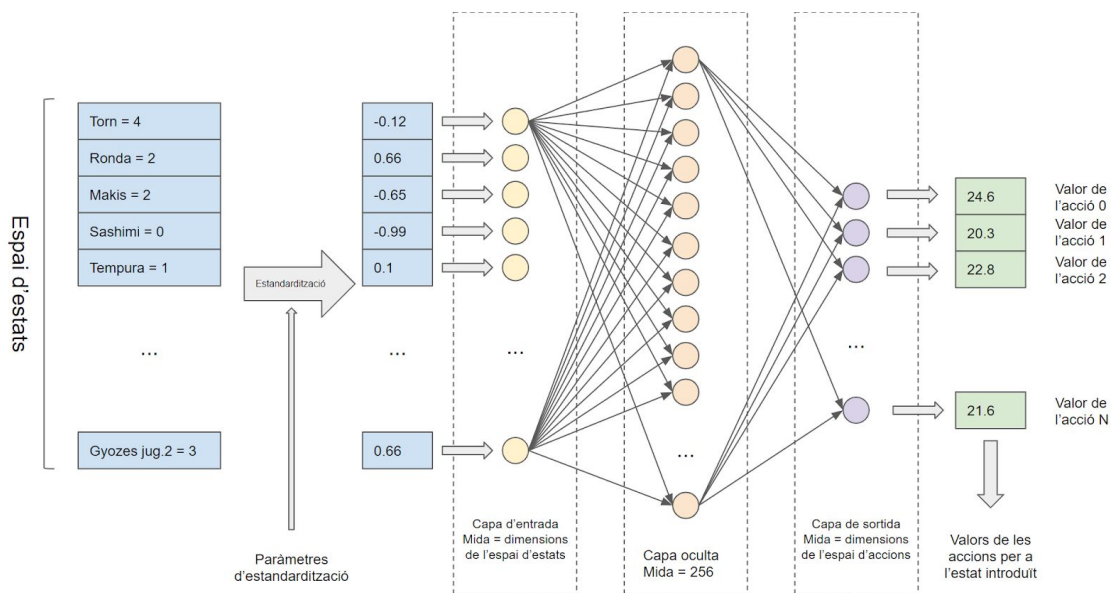 Espai d'estats
Torn = 4
Ronda = 2
Makis = 2
Sashimi = 0
Tempura = 1
...
Gyozes jug.2 = 3
Estandardització
Paràmetres
d'estandardització
-0.12
0.66
-0.65
-0.99
0.1
...
0.66
...
Capa d'entrada
Mida = dimensions
de l'espai d'estats
...
Capa oculta
Mida = 256
...
Capa de sortida
Mida = dimensions
de l'espai d'accions
24.6
20.3
22.8
...
21.6
Valor de
l'acció 0
Valor de
l'acció 1
Valor de
l'acció 2
Valor de
l'acció N
Valors de les
accions per a
l'estat introduït